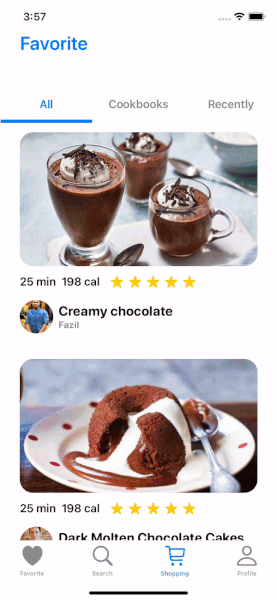 3:57
Favorite
All Cookbooks Recently
25 min 198 cal
Creamy chocolate
Fazil
25 min 198 cal
Dark Molten Chocolate Cakes
Favorite Search Shopping Profile